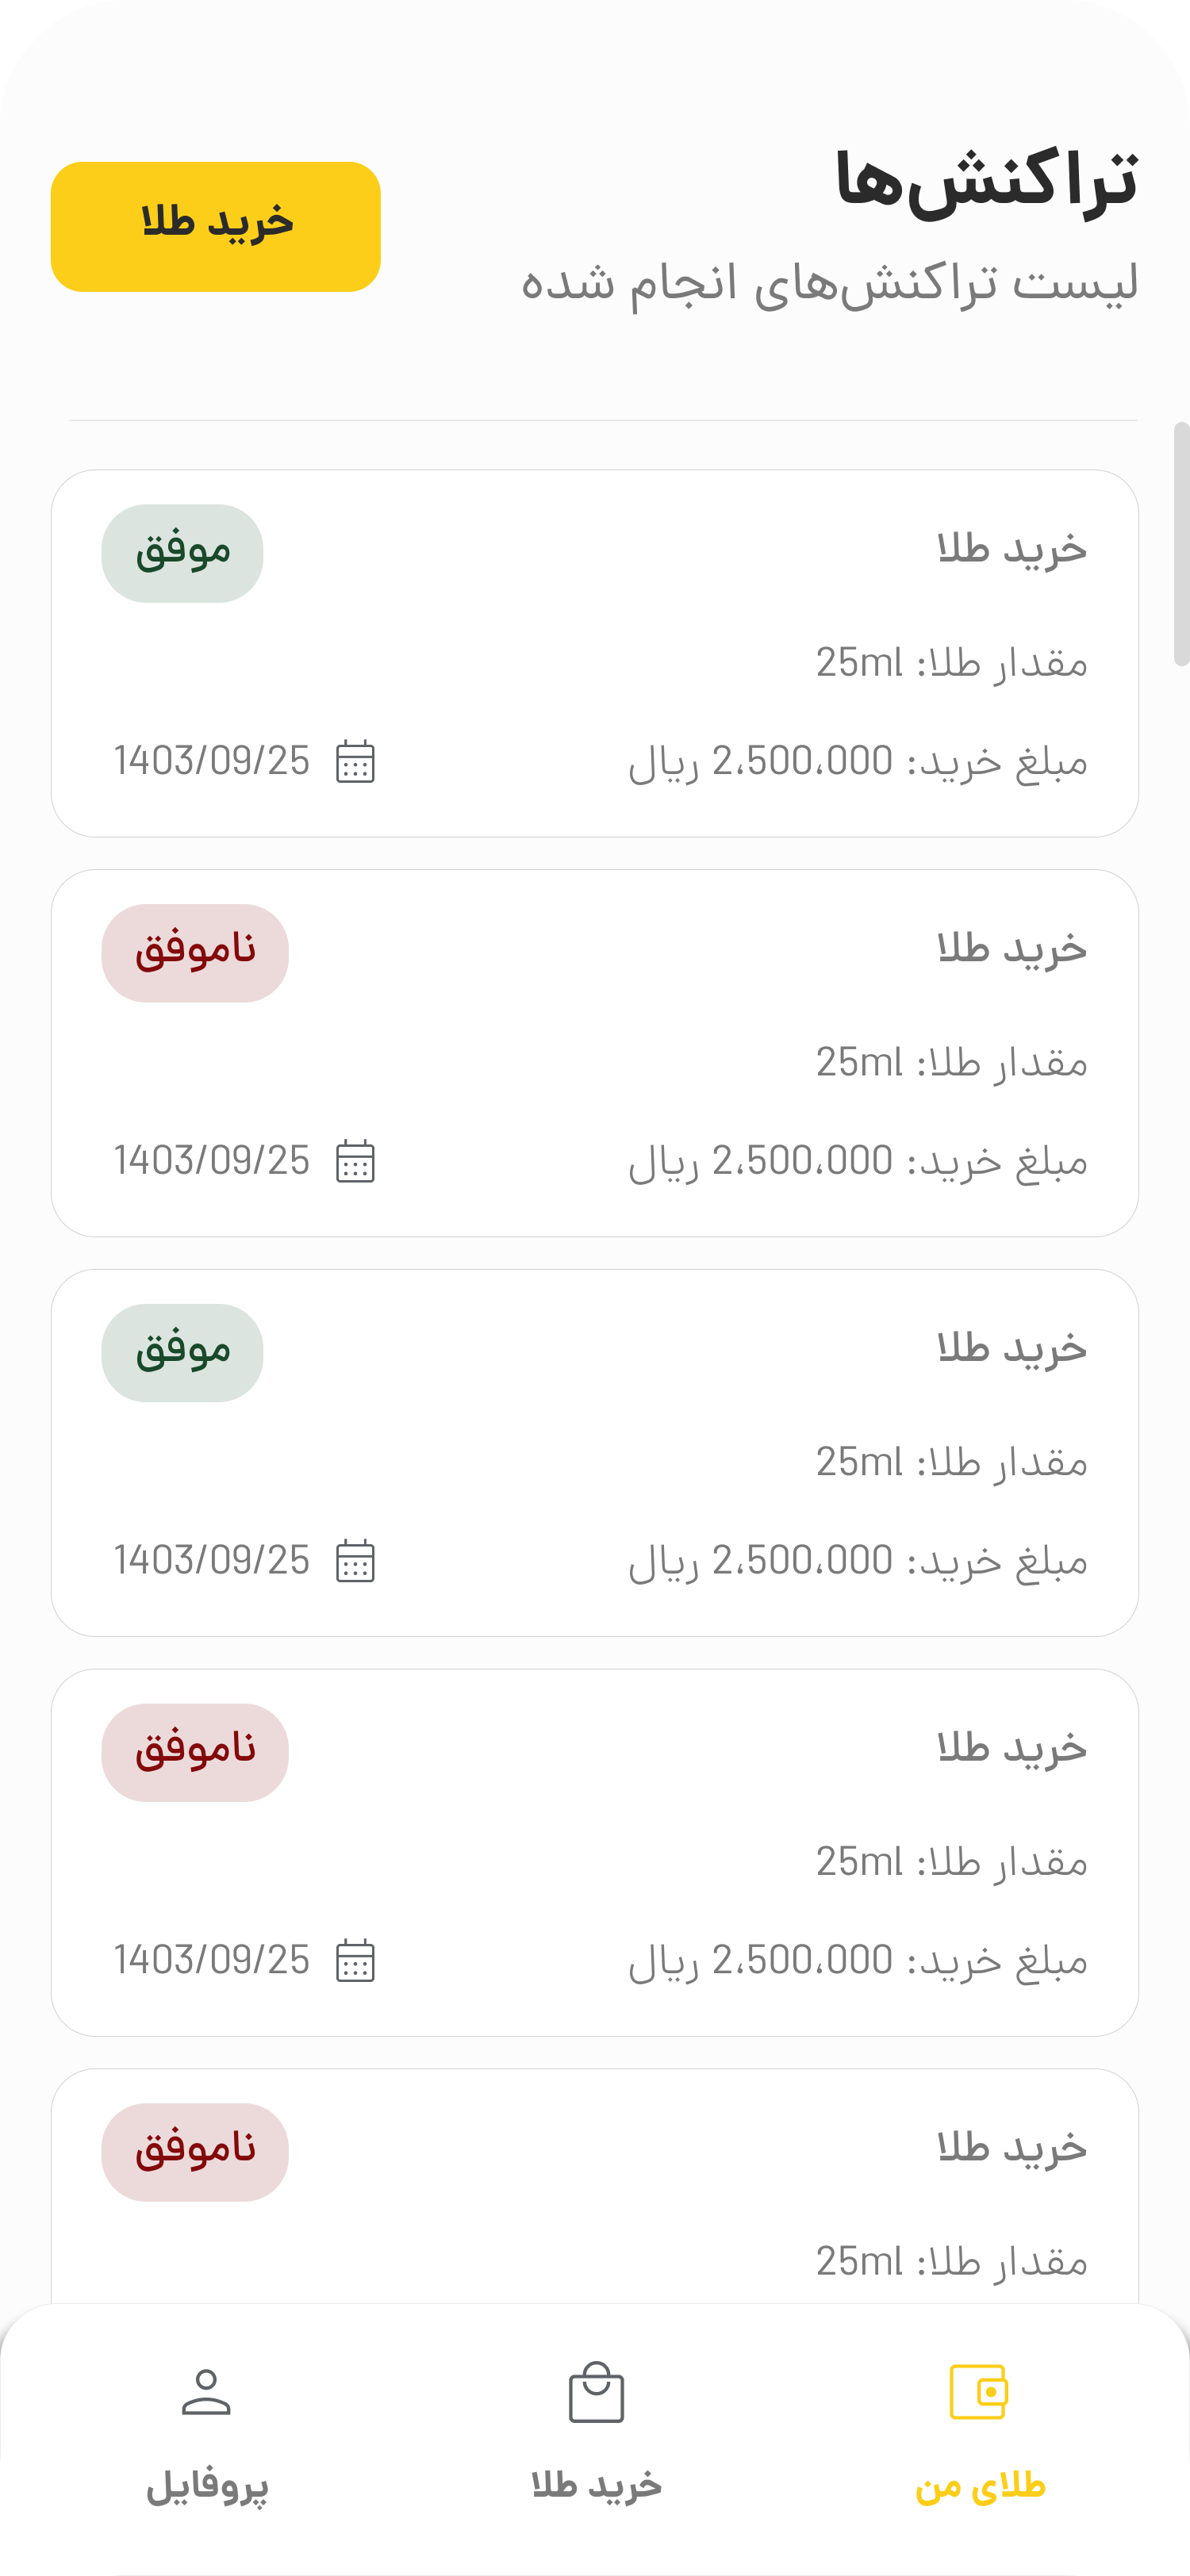 تراکنش‌ها
لیست تراکنش‌های انجام شده
خرید طلا
خرید طلا
موفق
مقدار طلا: 25ml
مبلغ خرید: 2،500،000 ریال
1403/09/25
خرید طلا
ناموفق
مقدار طلا: 25ml
مبلغ خرید: 2،500،000 ریال
1403/09/25
خرید طلا
موفق
مقدار طلا: 25ml
مبلغ خرید: 2،500،000 ریال
1403/09/25
خرید طلا
ناموفق
مقدار طلا: 25ml
مبلغ خرید: 2،500،000 ریال
1403/09/25
خرید طلا
ناموفق
مقدار طلا: 25ml
طلای من
خرید طلا
پروفایل